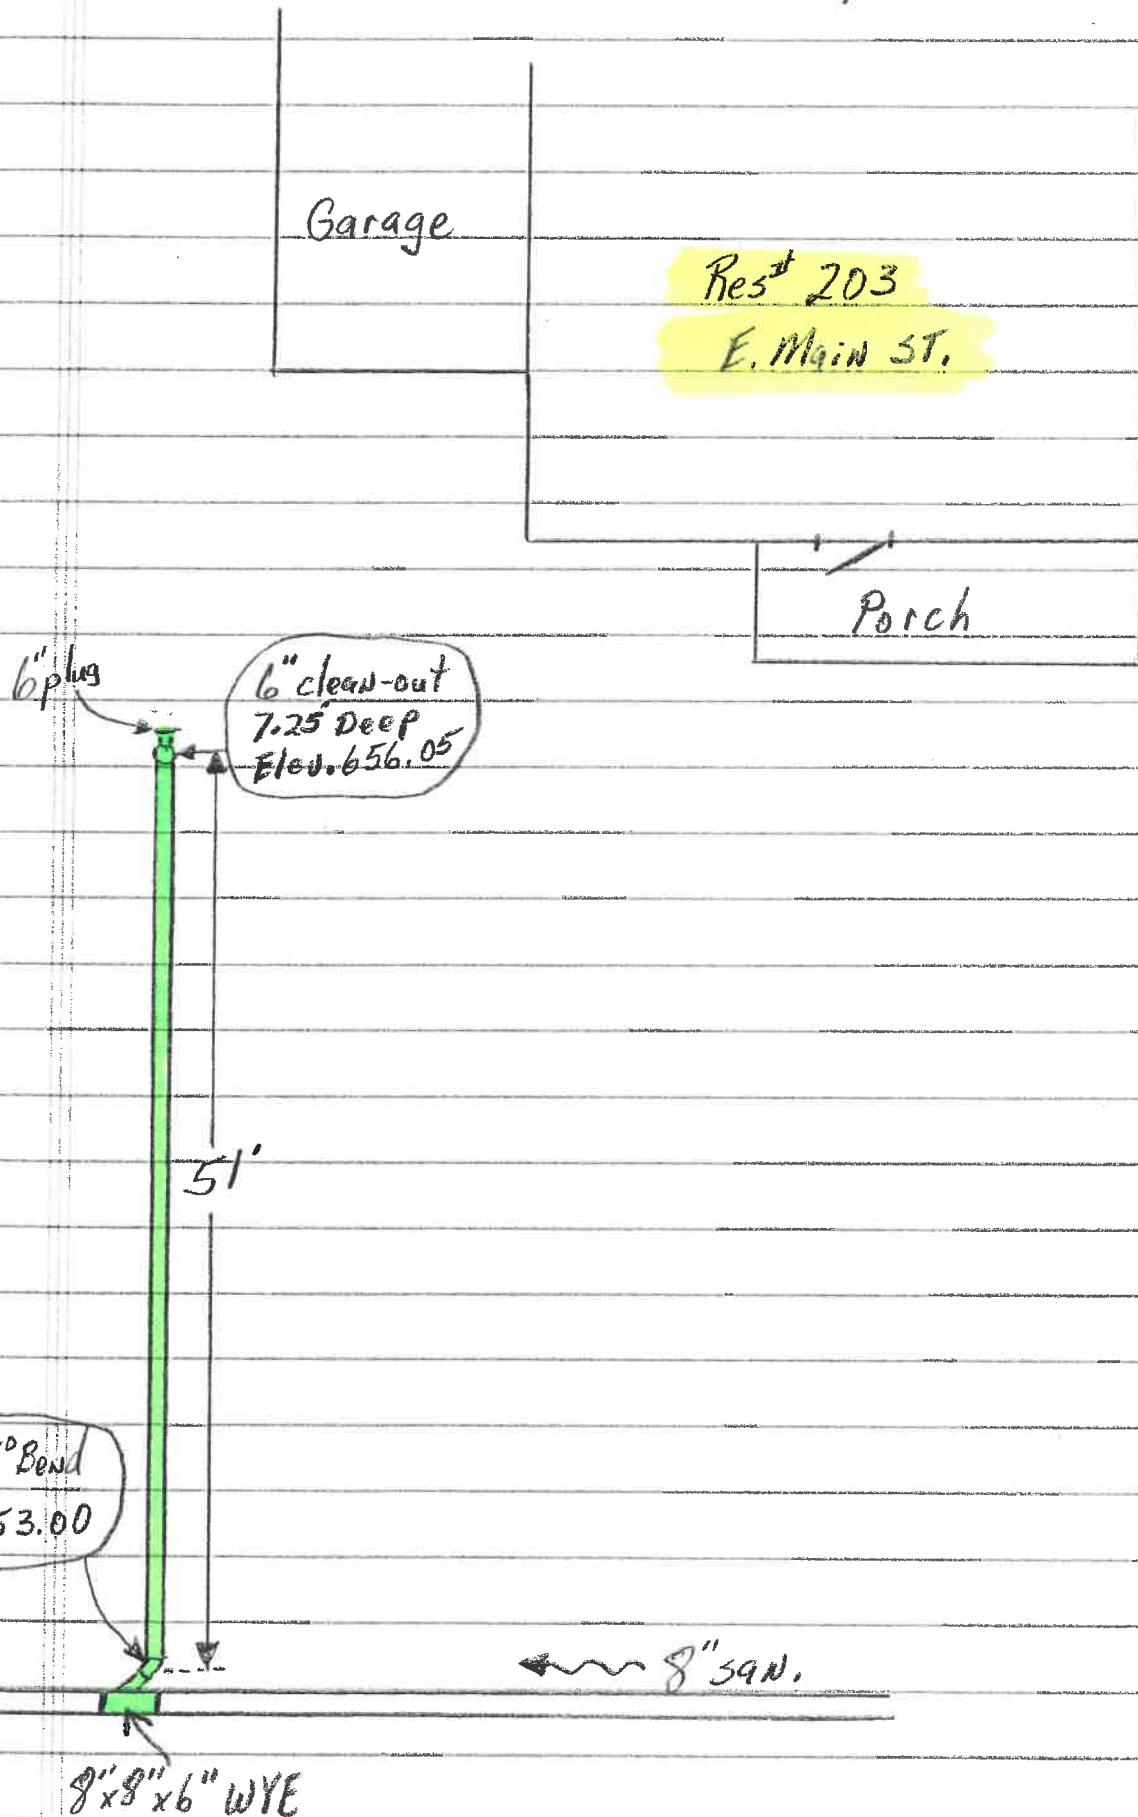 Garage
Res# 203
E. Main ST.
Porch
6" plug
6" clean-out
7.25' Deep
Elev. 656.05
51'
° Bend
53.00
8" san.
8"x8"x6" WYE